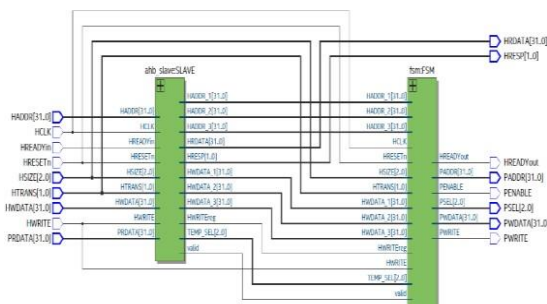 HRDATA[31..0]
HRESP[1..0]
ahb_slave:SLAVE
fsm:FSM
HADDR[31..0]
HCLK
HREADYin
HRESETn
HSIZE[2..0]
HTRANS[1..0]
HWDATA[31..0]
HWRITE
PRDATA[31..0]
HADDR[31..0]
HCLK
HREADYin
HRESETn
HSIZE[2..0]
HTRANS[1..0]
HWDATA[31..0]
HWRITE
PRDATA[31..0]
HADDR_1[31..0]
HADDR_2[31..0]
HADDR_3[31..0]
HRDATA[31..0]
HRESP[1..0]
HWDATA_1[31..0]
HWDATA_2[31..0]
HWDATA_3[31..0]
HWRITEreg
TEMP_SEL[2..0]
valid
HADDR_1[31..0]
HADDR_2[31..0]
HADDR_3[31..0]
HCLK
HRESETn
HSIZE[2..0]
HTRANS[1..0]
HWDATA_1[31..0]
HWDATA_2[31..0]
HWDATA_3[31..0]
HWRITEreg
HWRITE
TEMP_SEL[2..0]
valid
HREADYout
PADDR[31..0]
PENABLE
PSEL[2..0]
PWDATA[31..0]
PWRITE
HREADYout
PADDR[31..0]
PENABLE
PSEL[2..0]
PWDATA[31..0]
PWRITE